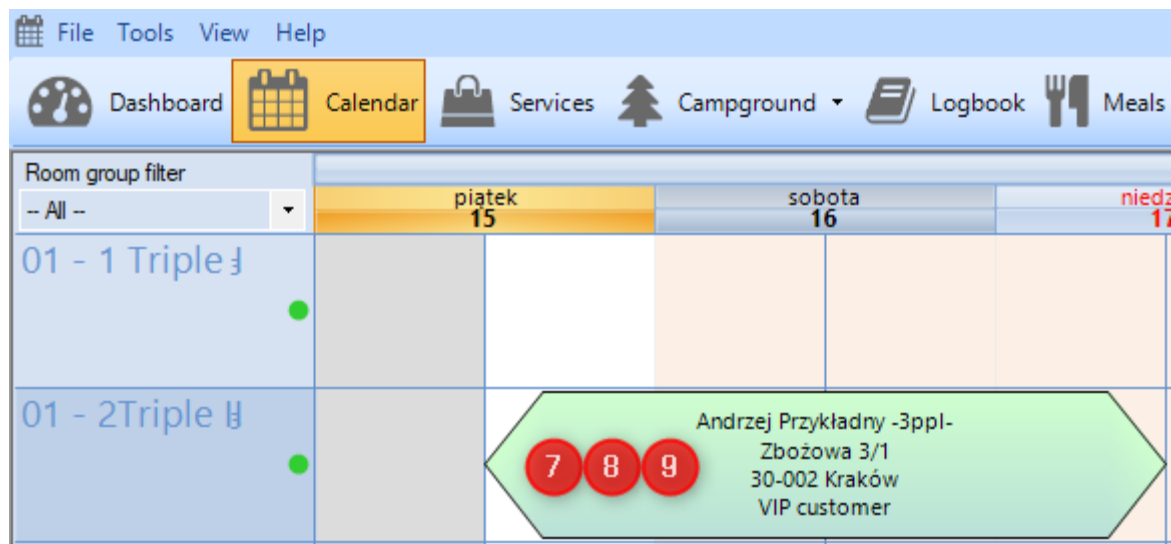 File Tools View Help
Dashboard Calendar Services Campground Logbook Meals
Room group filter
-- All --
piątek sobota
15 16 17
01 - 1 Triple
01 - 2Triple
Andrzej Przykładny -3ppl-
7 8 9
Zbożowa 3/1
30-002 Kraków
VIP customer